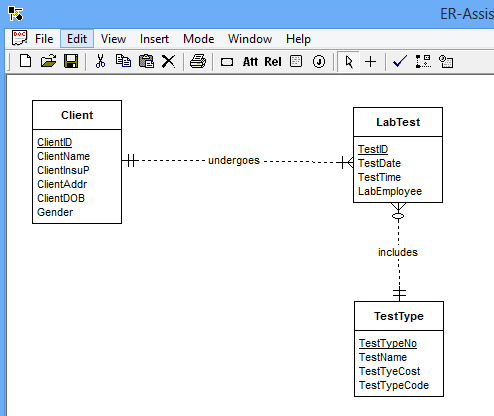 ER-Assis
File Edit View Insert Mode Window Help
Att Rel J
Client
ClientID
ClientName
ClientInsuP
ClientAddr
ClientDOB
Gender
undergoes
LabTest
TestID
TestDate
TestTime
LabEmployee
includes
TestType
TestTypeNo
TestName
TestTyeCost
TestTypeCode